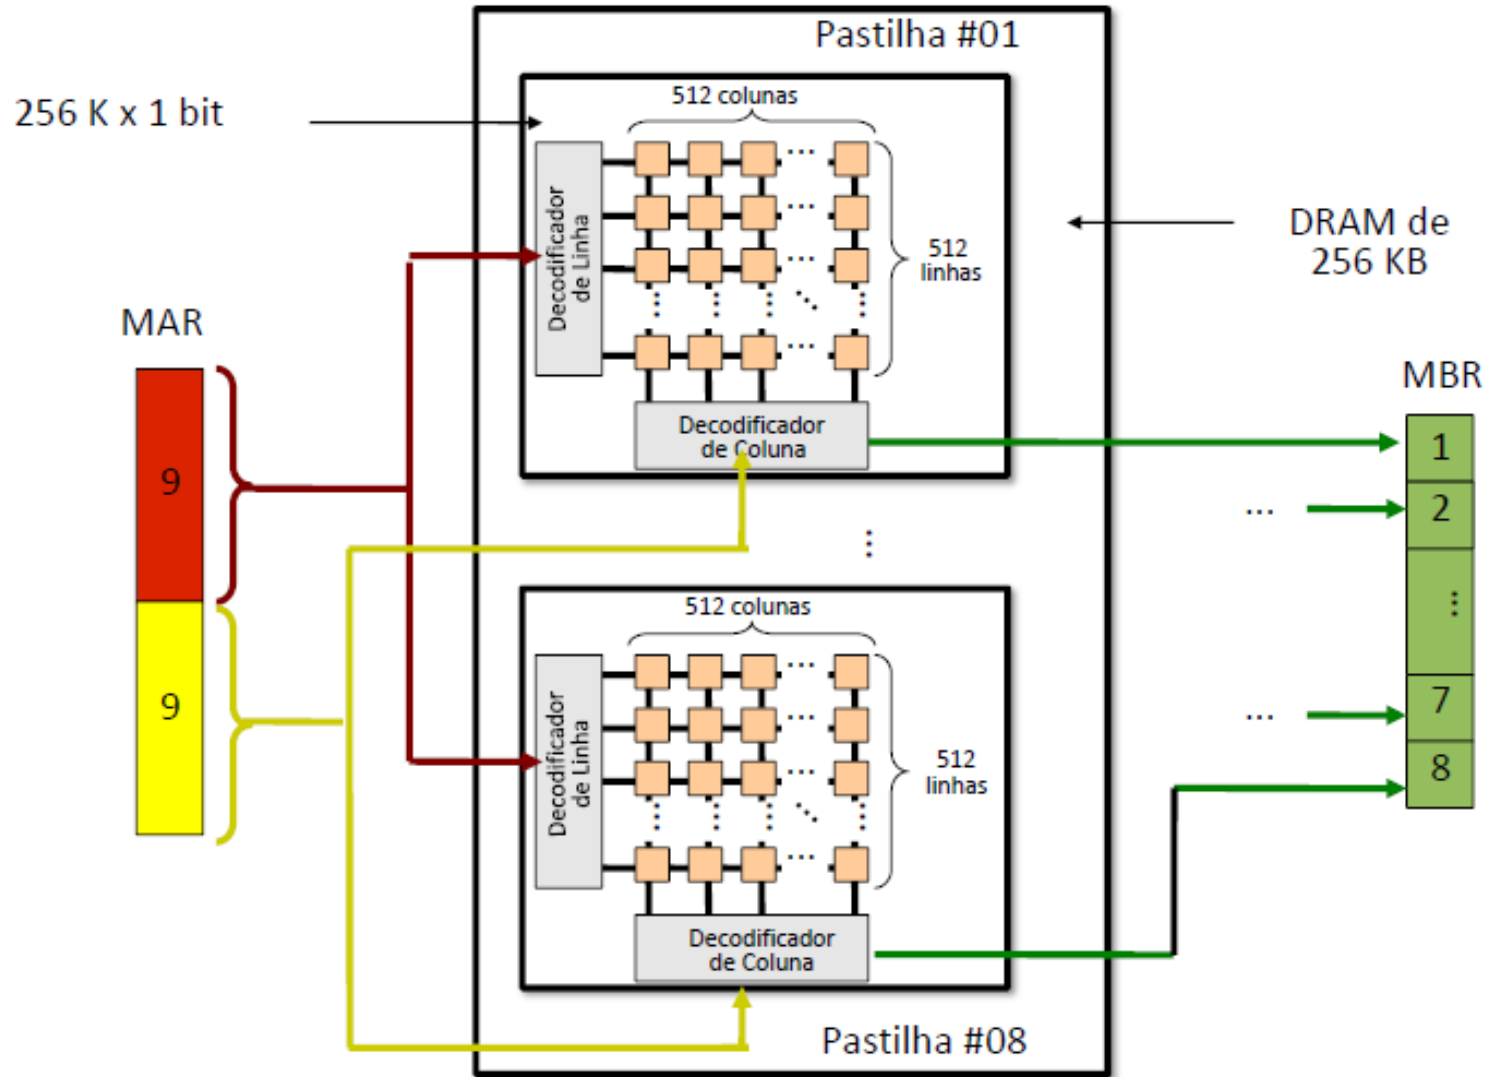 Pastilha #01
256 K x 1 bit
512 colunas
...
...
...
...
...
Decodificador
de Linha
512
linhas
DRAM de
256 KB
MAR
9
9
Decodificador
de Coluna
MBR
1
2
...
7
8
...
...
...
512 colunas
...
...
...
...
...
Decodificador
de Linha
512
linhas
Decodificador
de Coluna
Pastilha #08